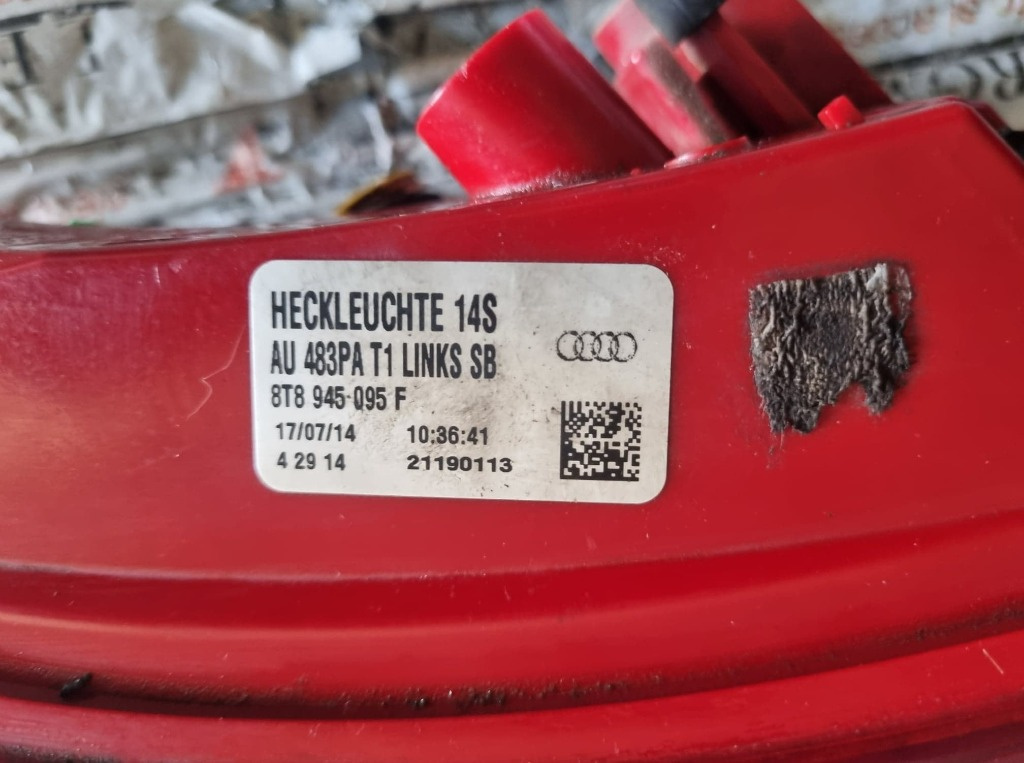 HECKLEUCHTE 14S
AU 483PA T1 LINKS SB
8T8 945 095 F
17/07/14 10:36:41
4 29 14 21190113